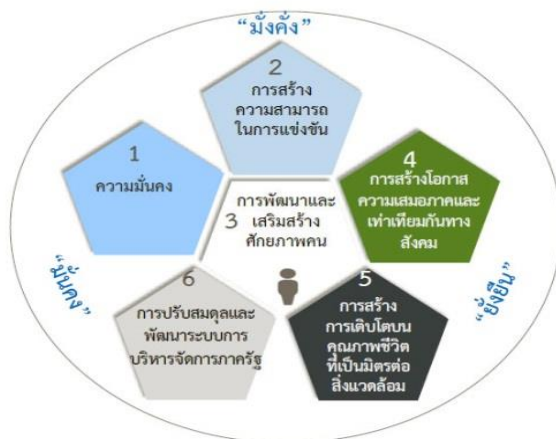 “มั่งคั่ง”
2
การสร้าง
ความสามารถ
ในการแข่งขัน
1
ความมั่นคง
4
การสร้างโอกาส
ความเสมอภาคและ
เท่าเทียมกันทาง
สังคม
3
การพัฒนาและ
เสริมสร้าง
ศักยภาพคน
“มั่นคง”
6
การปรับสมดุลและ
พัฒนาระบบการ
บริหารจัดการภาครัฐ
5
การสร้าง
การเติบโตบน
คุณภาพชีวิต
ที่เป็นมิตรต่อ
สิ่งแวดล้อม
“ยั่งยืน”